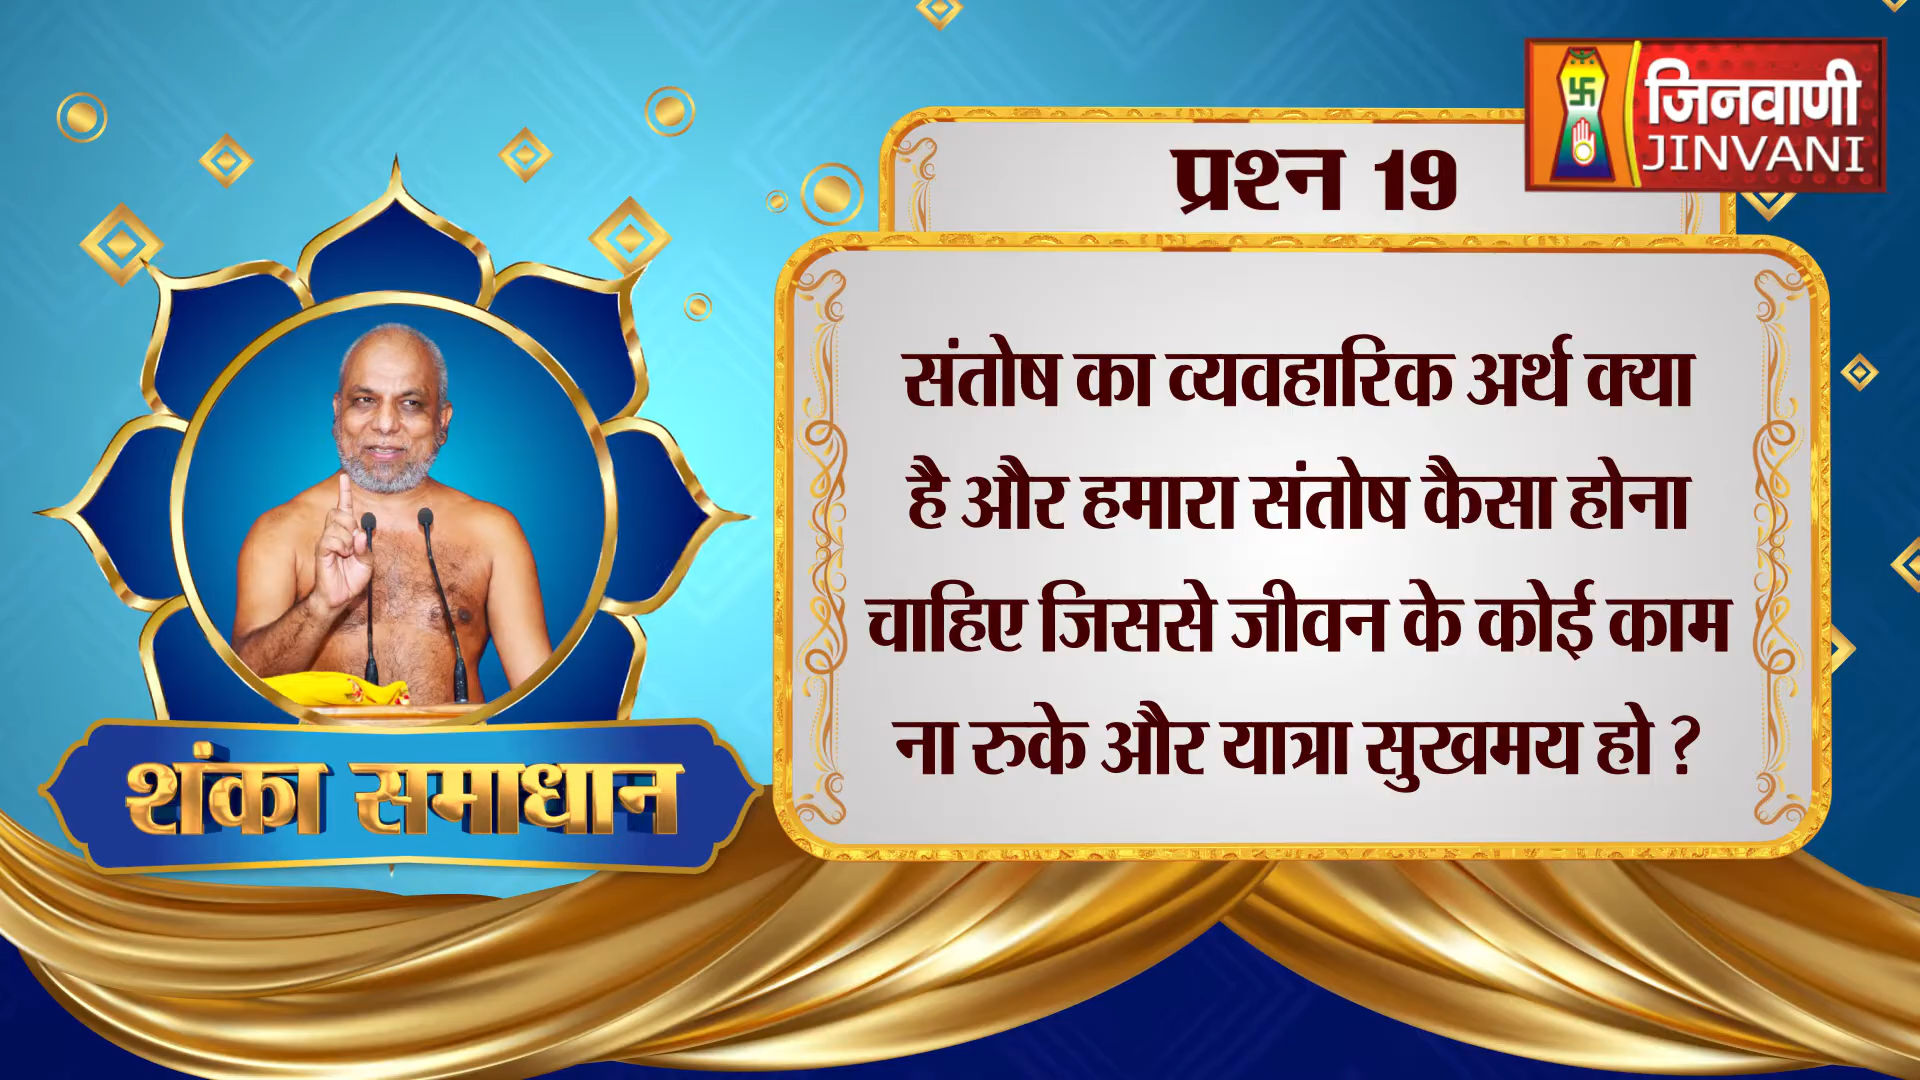 जिनवाणी
JINVANI
प्रश्न 19
संतोष का व्यवहारिक अर्थ क्या
है और हमारा संतोष कैसा होना
चाहिए जिससे जीवन के कोई काम
ना रुके और यात्रा सुखमय हो ?
शंका समाधान